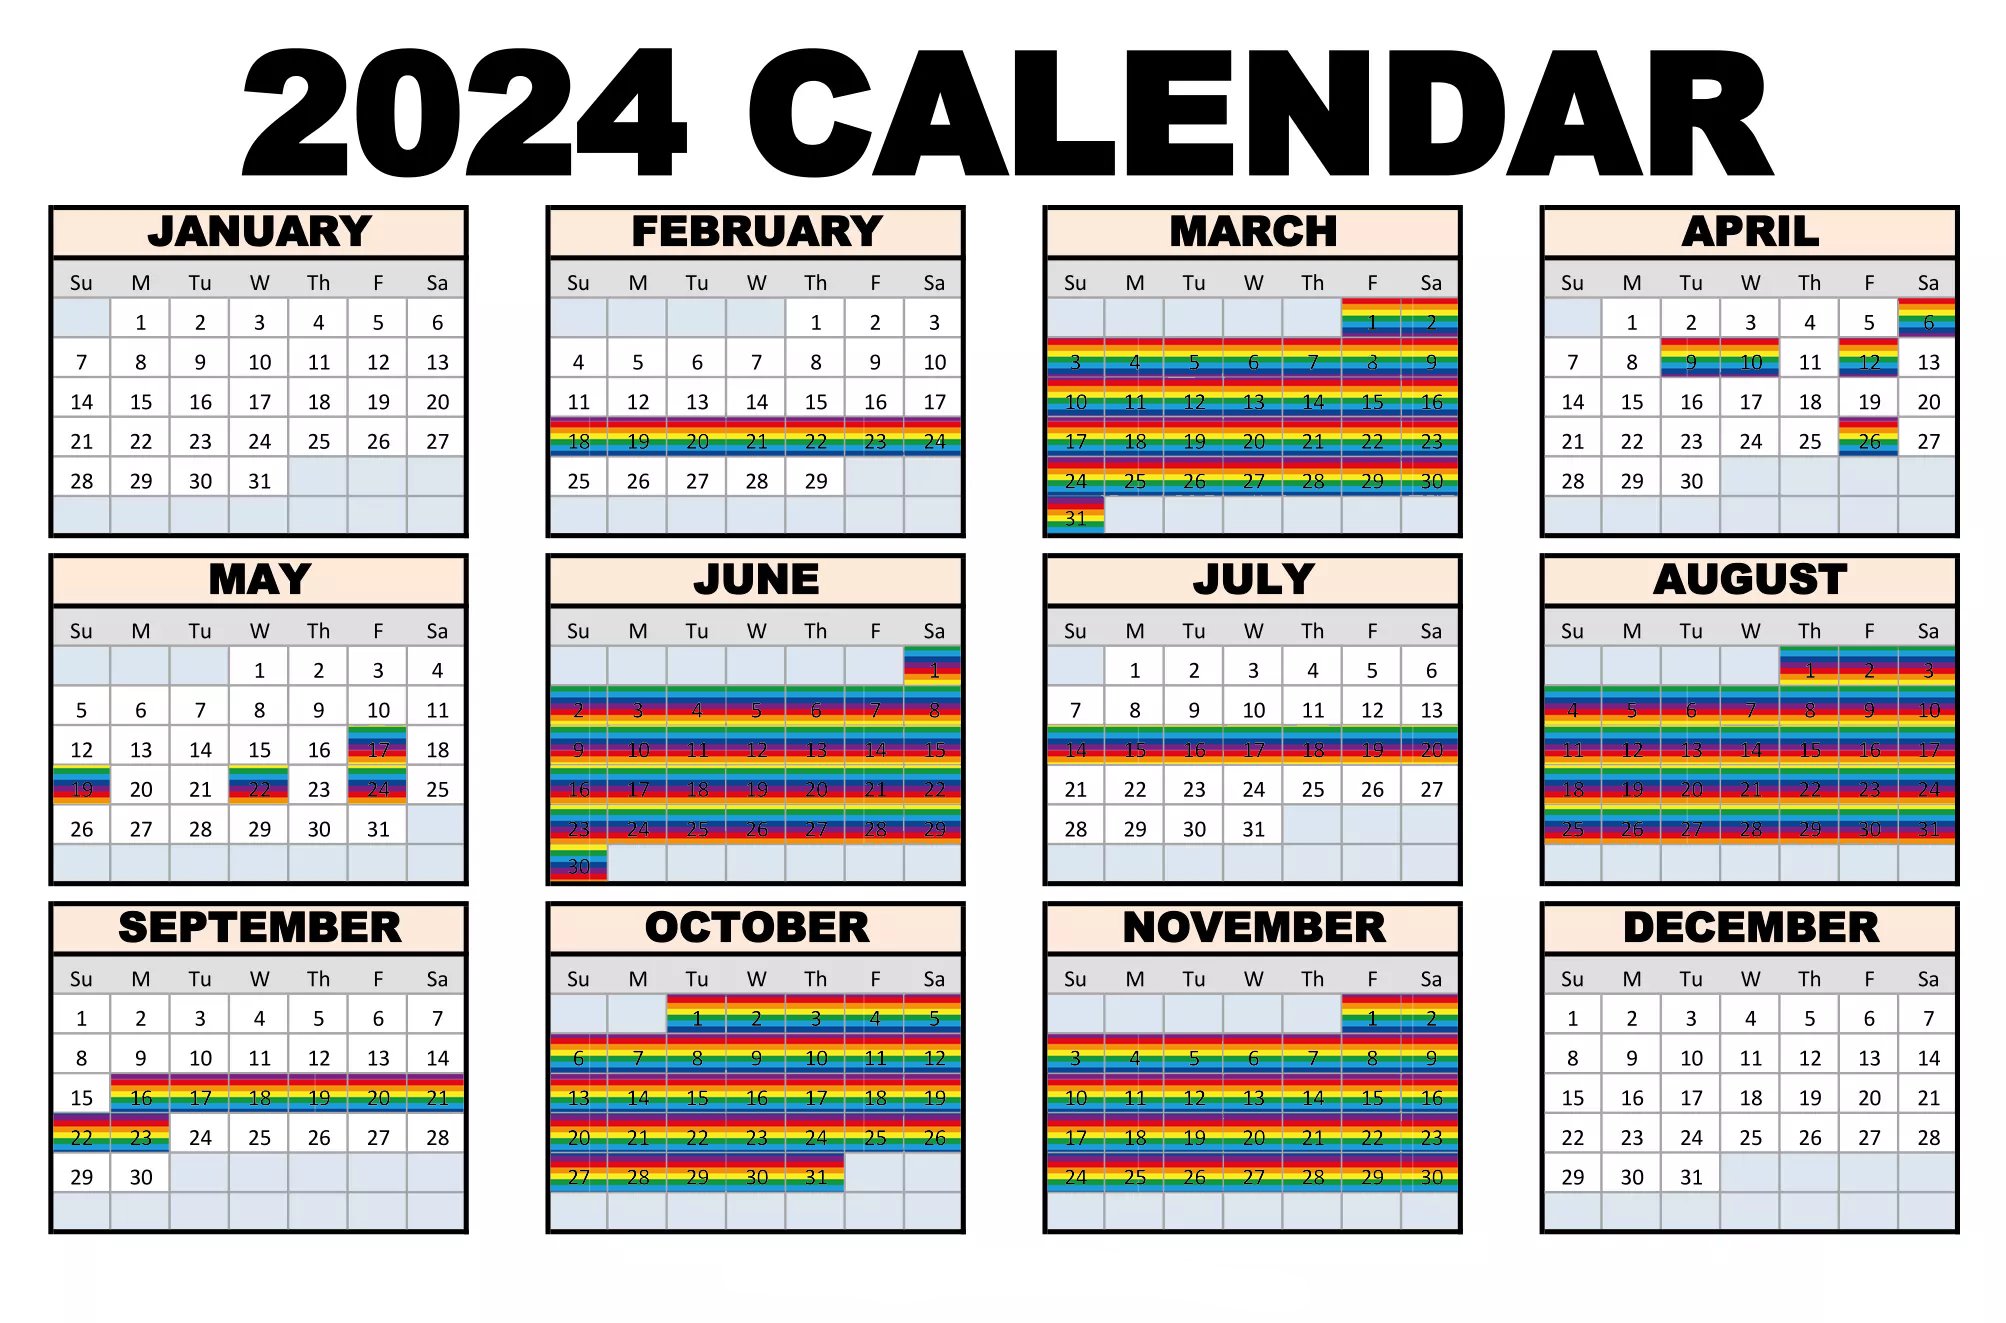 2024 CALENDAR
JANUARY
Su M Tu W Th F Sa
1 2 3 4 5 6
7 8 9 10 11 12 13
14 15 16 17 18 19 20
21 22 23 24 25 26 27
28 29 30 31
FEBRUARY
Su M Tu W Th F Sa
1 2 3
4 5 6 7 8 9 10
11 12 13 14 15 16 17
18 19 20 21 22 23 24
25 26 27 28 29
MARCH
Su M Tu W Th F Sa
1 2
3 4 5 6 7 8 9
10 11 12 13 14 15 16
17 18 19 20 21 22 23
24 25 26 27 28 29 30
31
APRIL
Su M Tu W Th F Sa
1 2 3 4 5 6
7 8 9 10 11 12 13
14 15 16 17 18 19 20
21 22 23 24 25 26 27
28 29 30
MAY
Su M Tu W Th F Sa
1 2 3 4
5 6 7 8 9 10 11
12 13 14 15 16 17 18
19 20 21 22 23 24 25
26 27 28 29 30 31
JUNE
Su M Tu W Th F Sa
1
2 3 4 5 6 7 8
9 10 11 12 13 14 15
16 17 18 19 20 21 22
23 24 25 26 27 28 29
30
JULY
Su M Tu W Th F Sa
1 2 3 4 5 6
7 8 9 10 11 12 13
14 15 16 17 18 19 20
21 22 23 24 25 26 27
28 29 30 31
AUGUST
Su M Tu W Th F Sa
1 2 3
4 5 6 7 8 9 10
11 12 13 14 15 16 17
18 19 20 21 22 23 24
25 26 27 28 29 30 31
SEPTEMBER
Su M Tu W Th F Sa
1 2 3 4 5 6 7
8 9 10 11 12 13 14
15 16 17 18 19 20 21
22 23 24 25 26 27 28
29 30
OCTOBER
Su M Tu W Th F Sa
1 2 3 4 5
6 7 8 9 10 11 12
13 14 15 16 17 18 19
20 21 22 23 24 25 26
27 28 29 30 31
NOVEMBER
Su M Tu W Th F Sa
1 2
3 4 5 6 7 8 9
10 11 12 13 14 15 16
17 18 19 20 21 22 23
24 25 26 27 28 29 30
DECEMBER
Su M Tu W Th F Sa
1 2 3 4 5 6 7
8 9 10 11 12 13 14
15 16 17 18 19 20 21
22 23 24 25 26 27 28
29 30 31